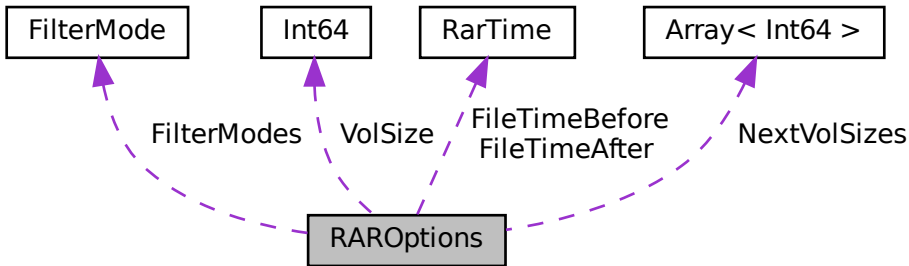 FilterMode
Int64
RarTime
Array< Int64 >
FilterModes
VolSize
FileTimeBefore
FileTimeAfter
NextVolSizes
RAROptions